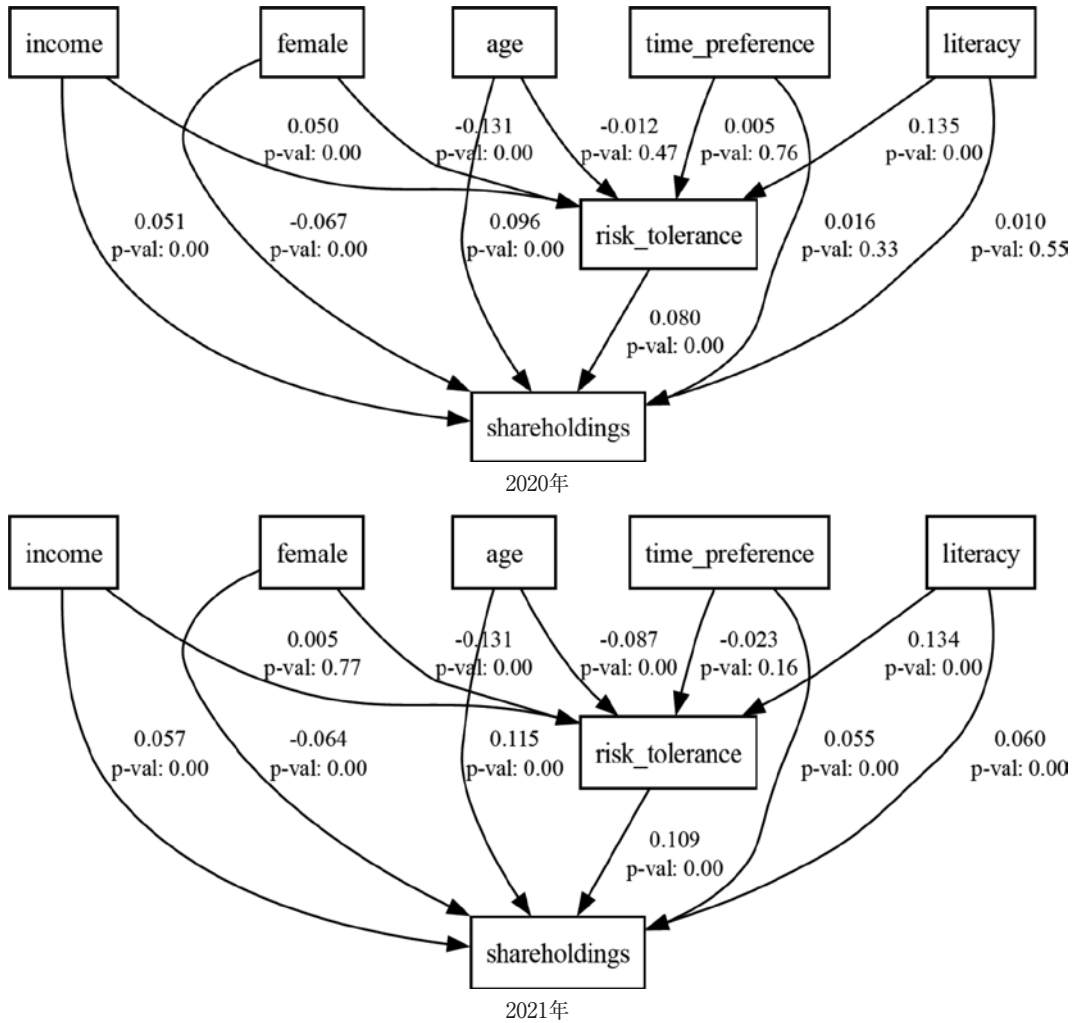 income female age time_preference literacy
0.050 -0.131 -0.012 0.005 0.135
p-val: 0.00 p-val: 0.00 p-val: 0.47 p-val: 0.76 p-val: 0.00
0.051 -0.067 0.096 risk_tolerance 0.016 0.010
p-val: 0.00 p-val: 0.00 p-val: 0.00 p-val: 0.33 p-val: 0.55
0.080
p-val: 0.00
shareholdings
2020年
income female age time_preference literacy
0.005 -0.131 -0.087 -0.023 0.134
p-val: 0.77 p-val: 0.00 p-val: 0.00 p-val: 0.16 p-val: 0.00
0.057 -0.064 0.115 risk_tolerance 0.055 0.060
p-val: 0.00 p-val: 0.00 p-val: 0.00 p-val: 0.00 p-val: 0.00
0.109
p-val: 0.00
shareholdings
2021年